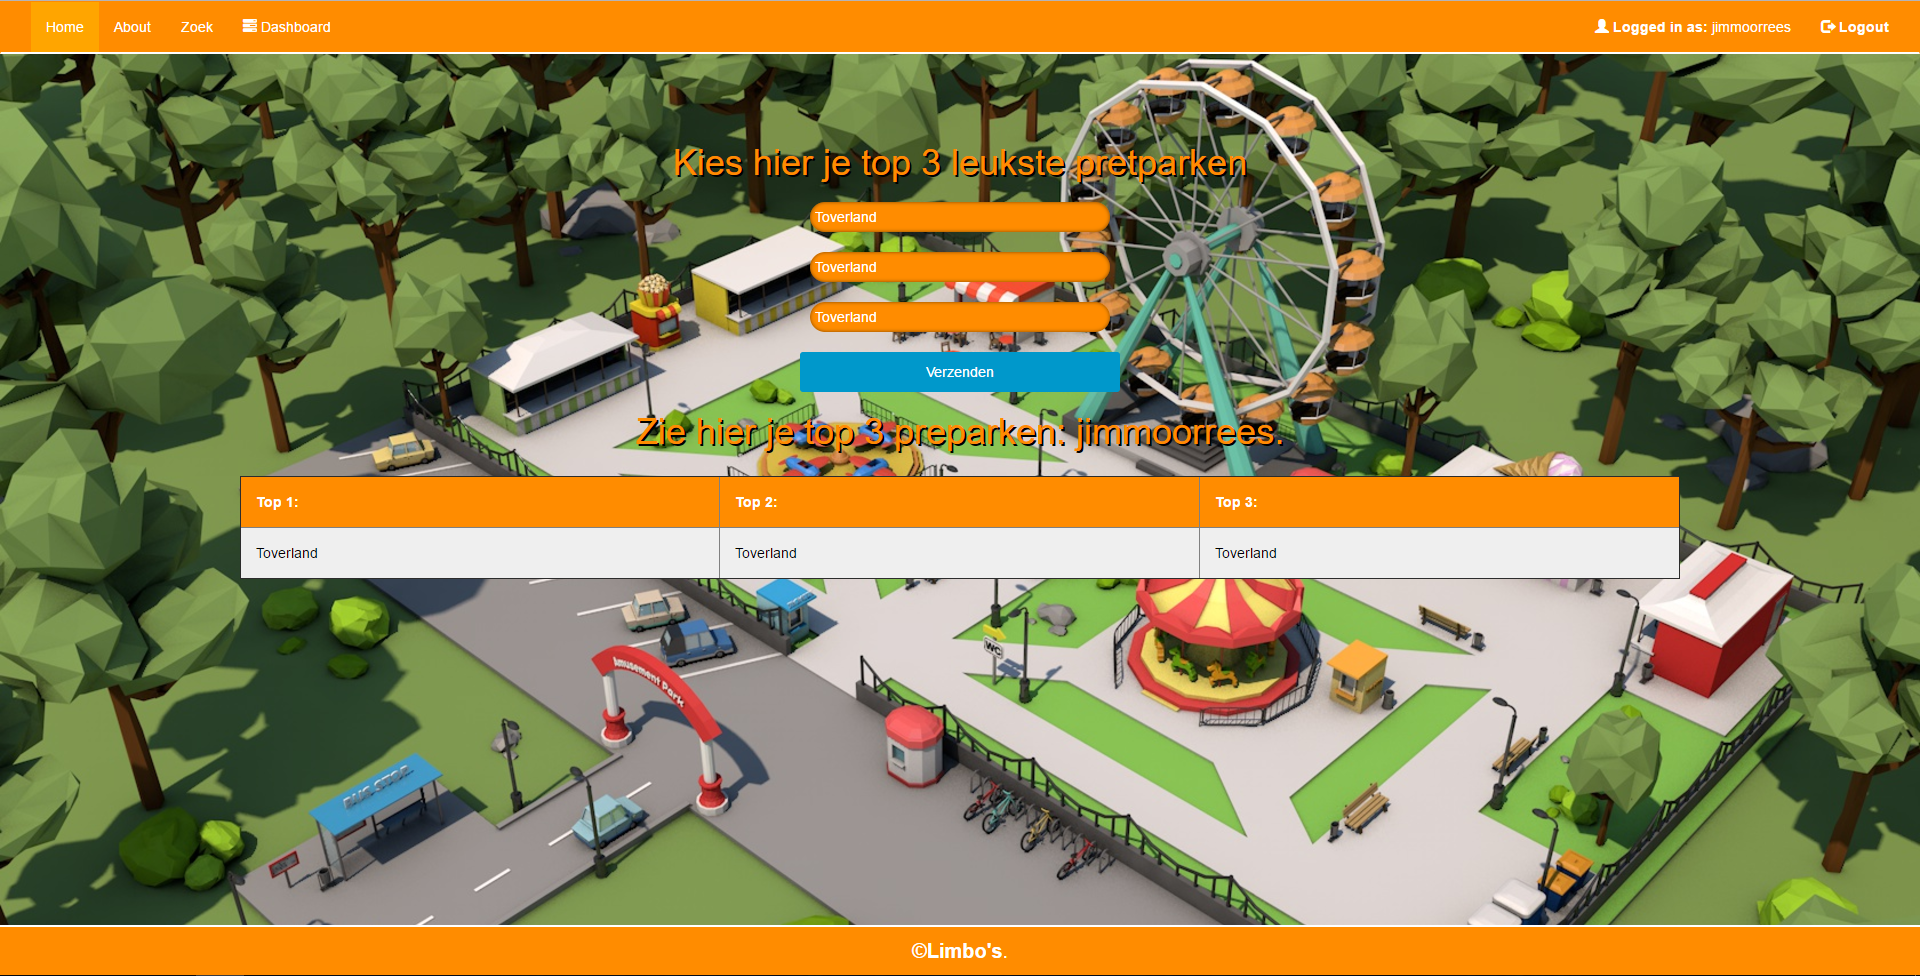 Home About Zoek Dashboard Logged in as: jimmoorrees Logout
Kies hier je top 3 leukste pretparken
Toverland
Toverland
Toverland
Verzenden
Zie hier je top 3 preparken: jimmoorrees.
Top 1: Top 2: Top 3:
Toverland Toverland Toverland
WC
Amusement Park
BUS STOP
©Limbo's.